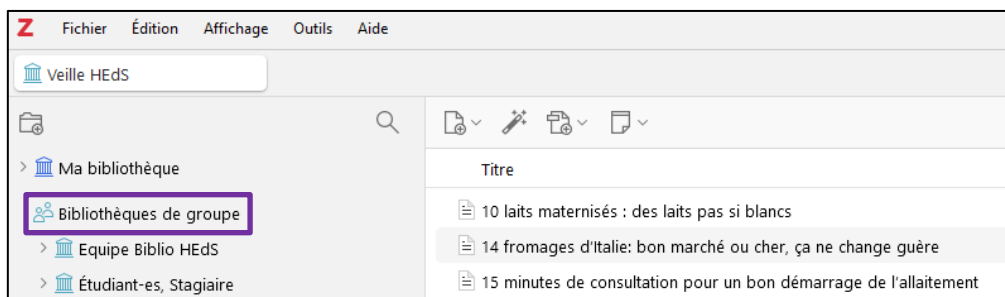 Z Fichier Édition Affichage Outils Aide
Veille HEdS
Ma bibliothèque
Bibliothèques de groupe
Equipe Biblio HEdS
Étudiant-es, Stagiaire
Titre
10 laits maternisés : des laits pas si blancs
14 fromages d'Italie: bon marché ou cher, ça ne change guère
15 minutes de consultation pour un bon démarrage de l'allaitement